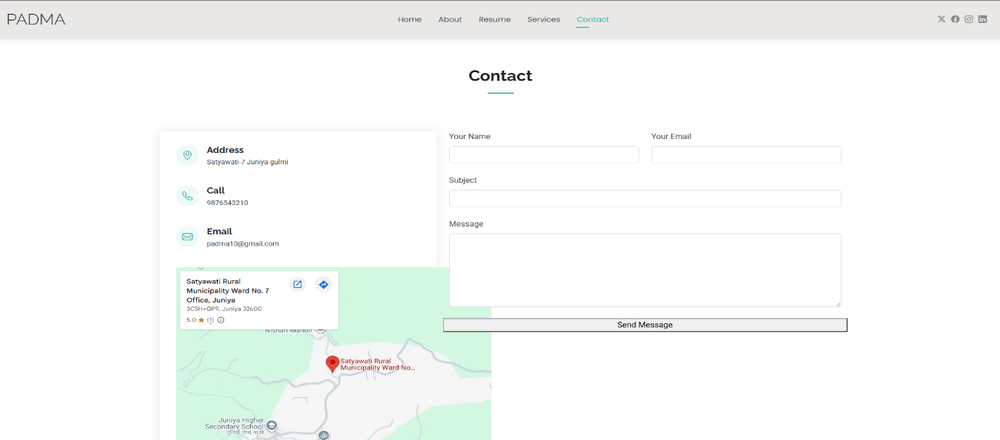 PADMA
Home About Resume Services Contact
Contact
Address
Satyawati-7 Juniya gulmi
Call
9876543210
Email
padma10@gmail.com
Satyawati Rural
Municipality Ward No. 7
Office, Juniya
3C5H+QP9, Juniya 32600
5.0 ★ (1)
Nishan Mandir
Satyawati Rural
Municipality Ward No...
Juniya Higher
Secondary School
जुनियाँ उच्च मा.बि
Your Name
Your Email
Subject
Message
Send Message